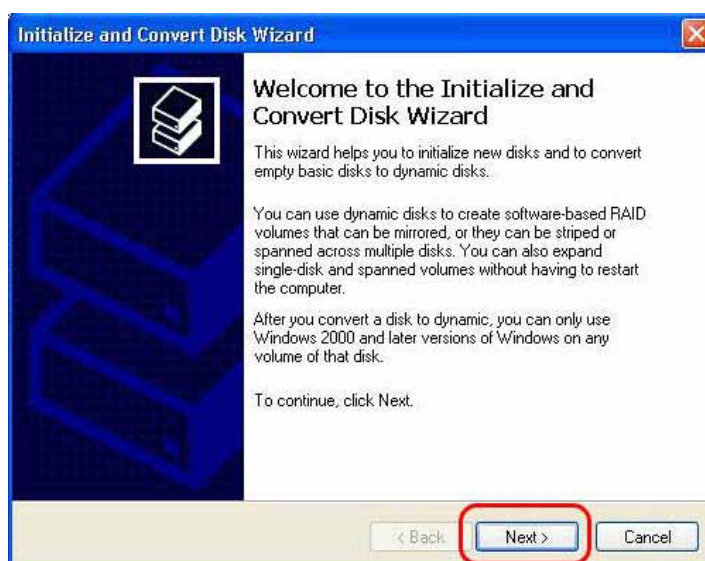 Initialize and Convert Disk Wizard
Welcome to the Initialize and
Convert Disk Wizard
This wizard helps you to initialize new disks and to convert
empty basic disks to dynamic disks.
You can use dynamic disks to create software-based RAID
volumes that can be mirrored, or they can be striped or
spanned across multiple disks. You can also expand
single-disk and spanned volumes without having to restart
the computer.
After you convert a disk to dynamic, you can only use
Windows 2000 and later versions of Windows on any
volume of that disk.
To continue, click Next.
< Back
Next >
Cancel